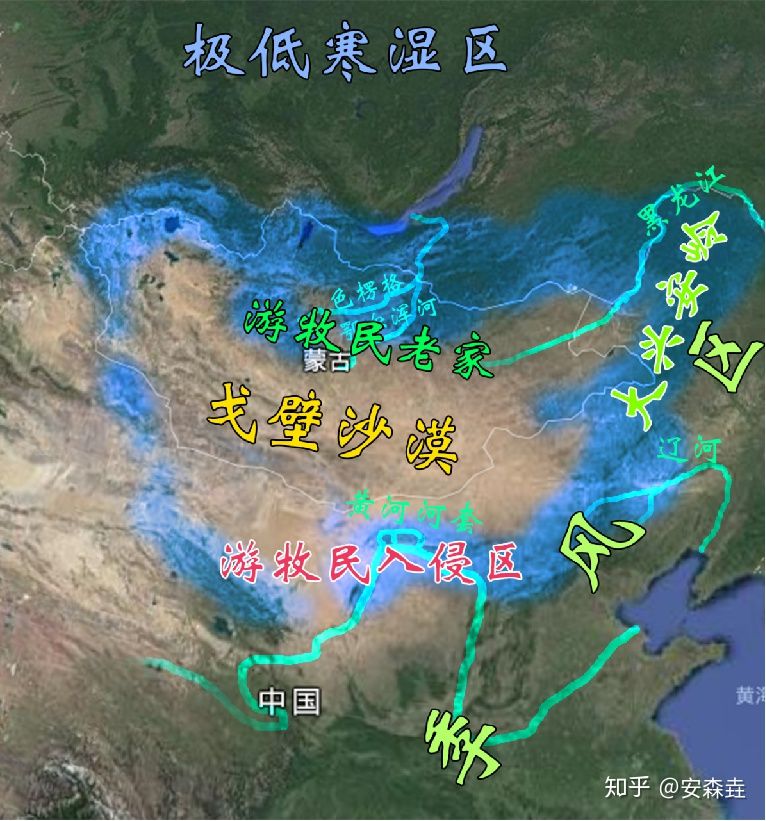 极低寒湿区
黑龙江
大兴安岭
色楞格
鄂尔浑河
游牧民老家
蒙古
戈壁沙漠
辽河
黄河河套
游牧民入侵区
季风区
中国
黄海
知乎 @安森垚